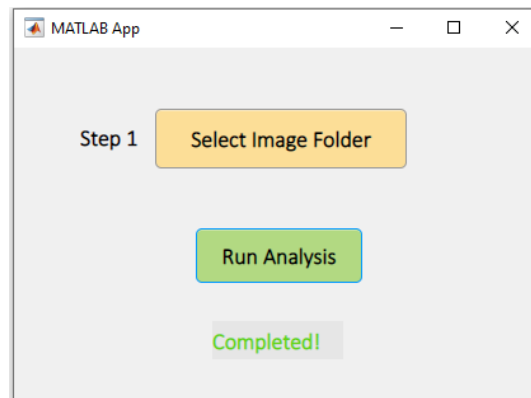 MATLAB App
Step 1 Select Image Folder
Run Analysis
Completed!